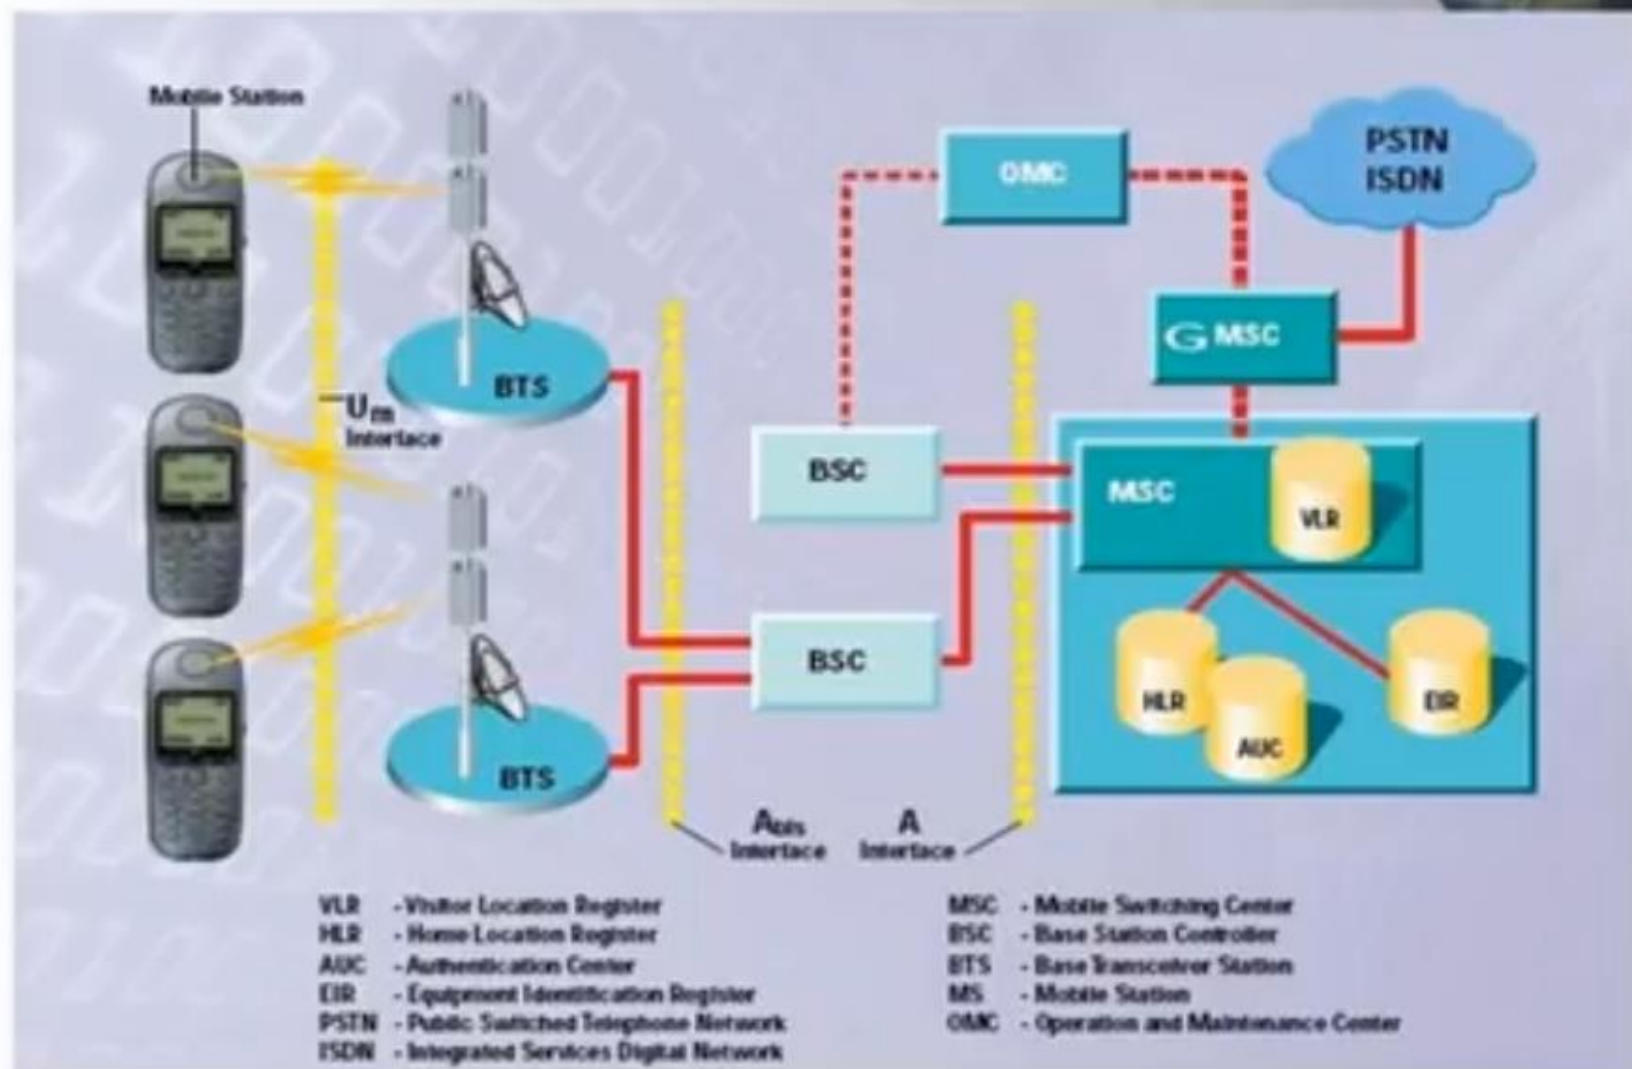 Mobile Station
PSTN
ISDN
OMC
G MSC
BTS
Um
Interface
BSC
MSC
VLR
BSC
HLR
AUC
EIR
BTS
Abis
Interface
A
Interface
VLR - Visitor Location Register
HLR - Home Location Register
AUC - Authentication Center
EIR - Equipment Identification Register
PSTN - Public Switched Telephone Network
ISDN - Integrated Services Digital Network
MSC - Mobile Switching Center
BSC - Base Station Controller
BTS - Base Transceiver Station
MS - Mobile Station
OMC - Operation and Maintenance Center